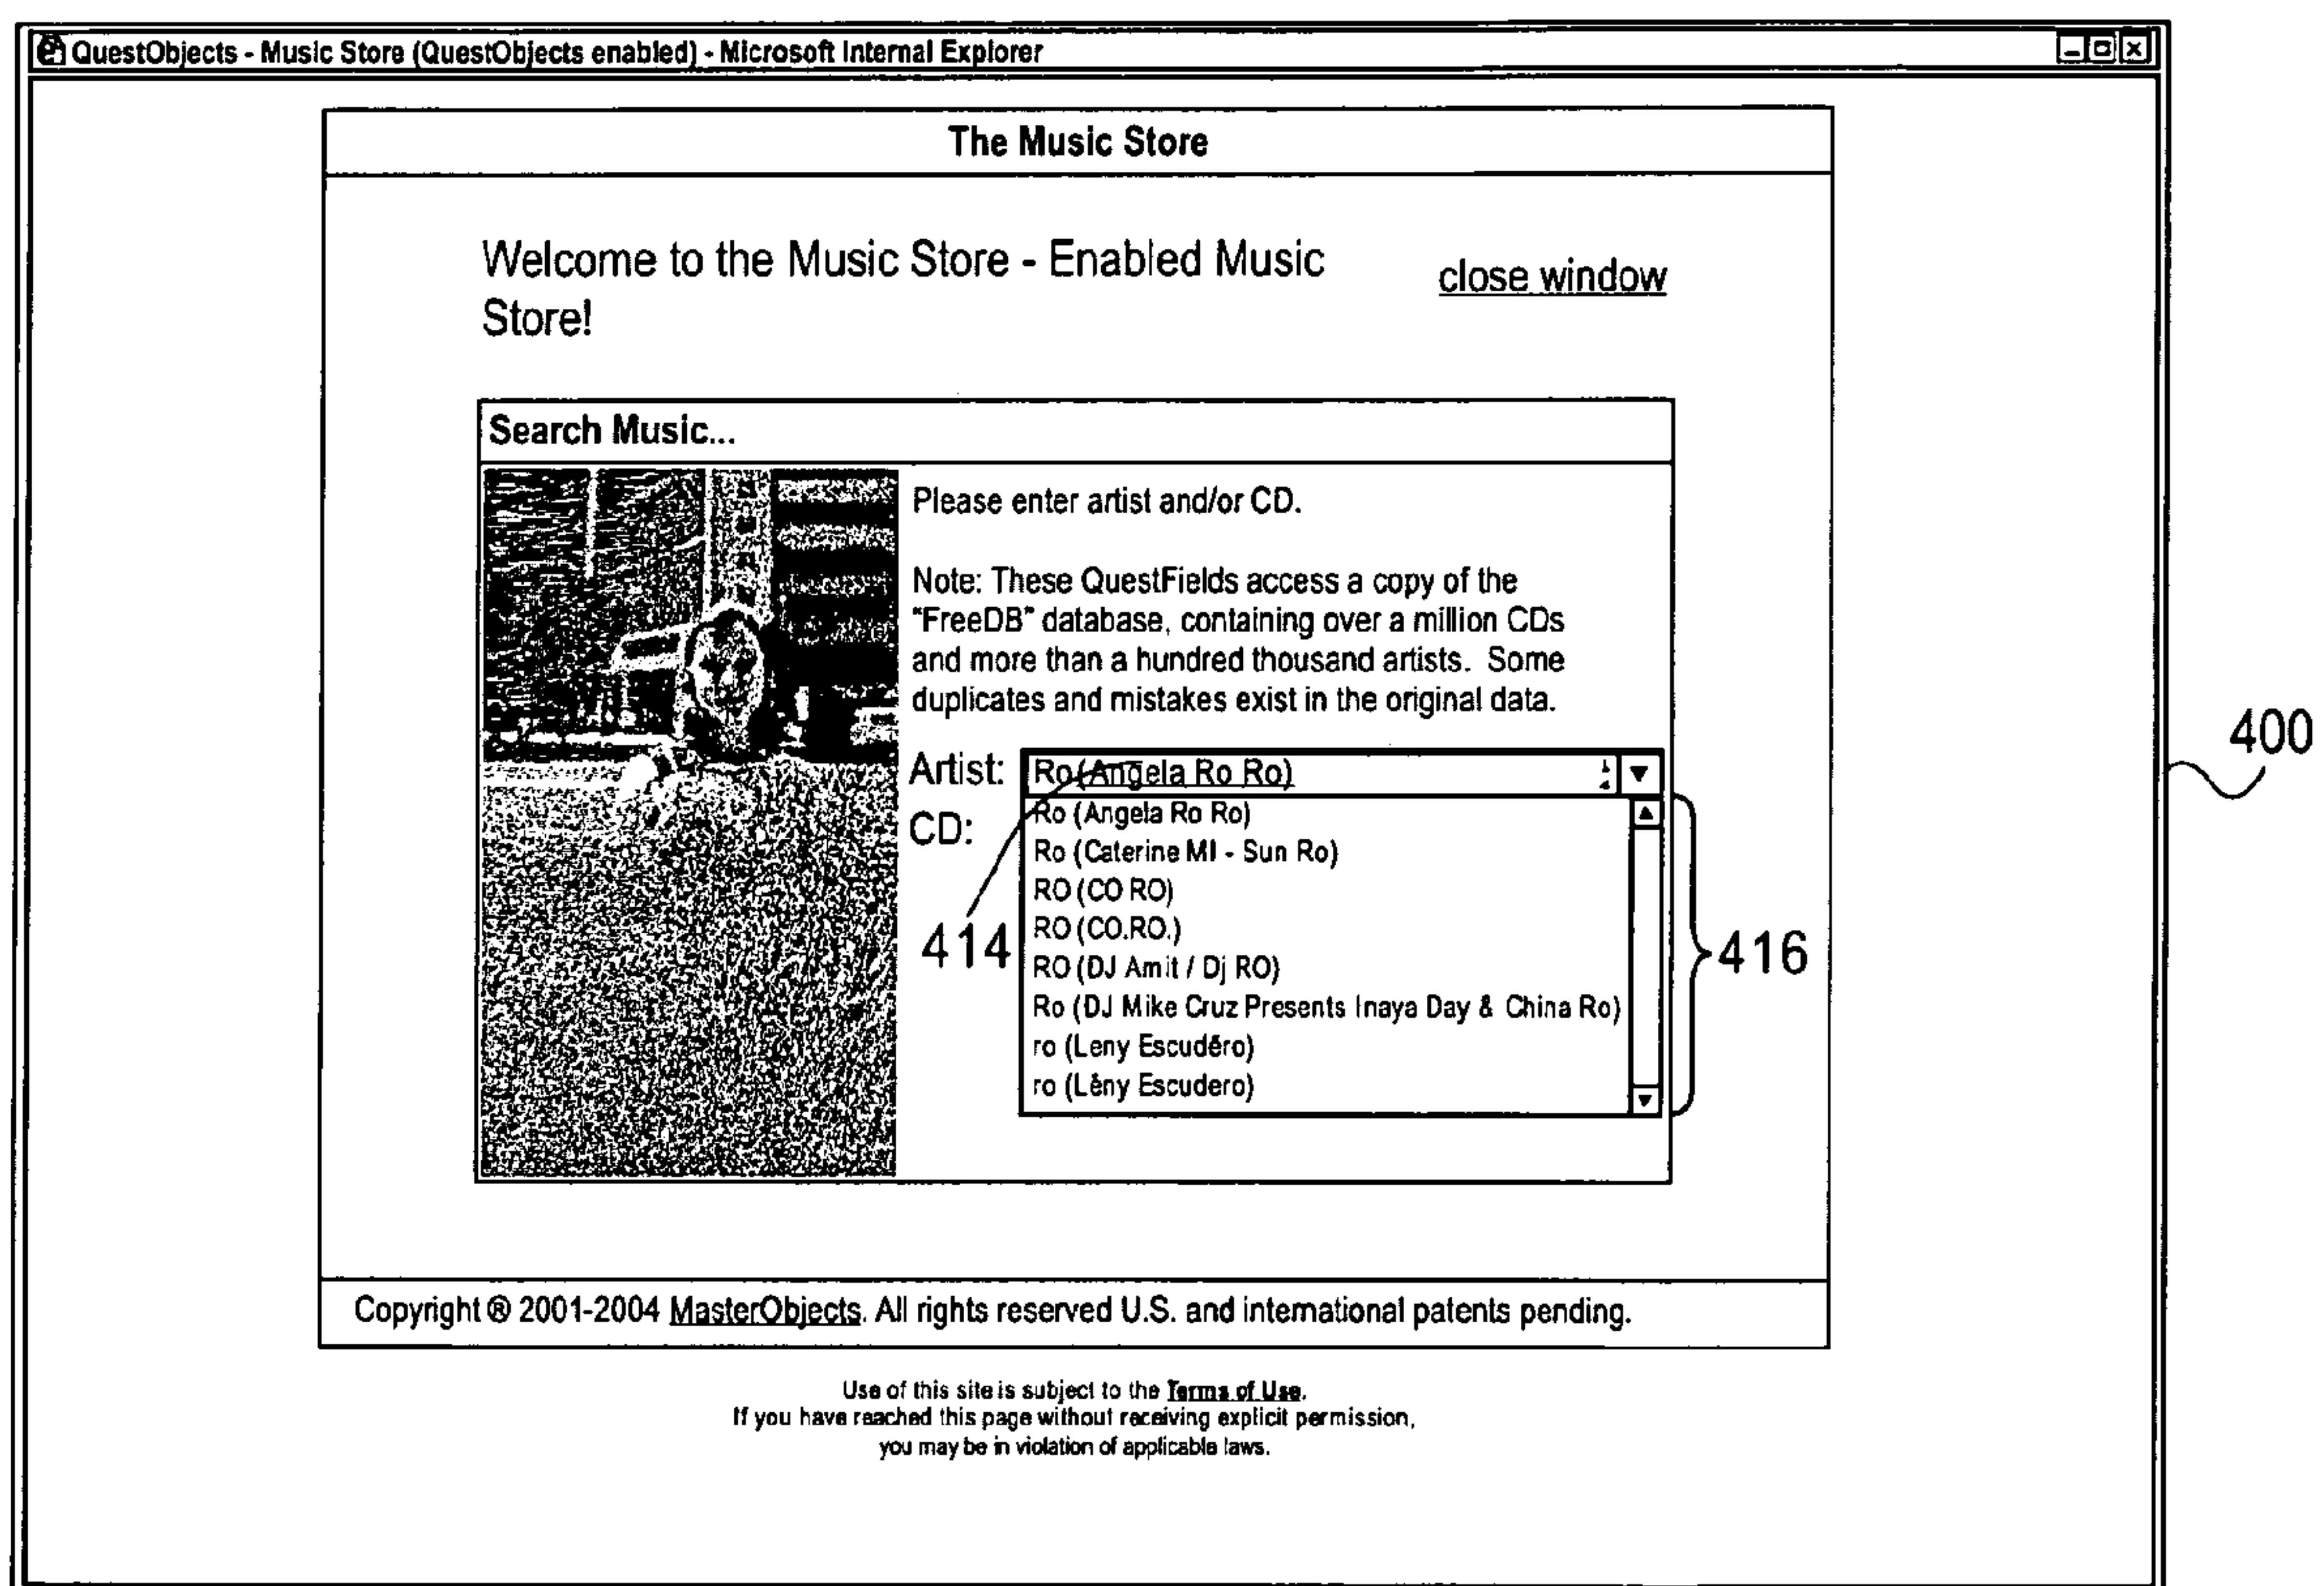 QuestObjects - Music Store (QuestObjects enabled) - Microsoft Internal Explorer
The Music Store
Welcome to the Music Store - Enabled Music
Store!
close window
Search Music...
Please enter artist and/or CD.
Note: These QuestFields access a copy of the
"FreeDB" database, containing over a million CDs
and more than a hundred thousand artists. Some
duplicates and mistakes exist in the original data.
Artist: Ro (Angela Ro Ro)
CD:
Ro (Angela Ro Ro)
Ro (Caterine MI - Sun Ro)
RO (CO RO)
RO (CO.RO.)
RO (DJ Amit / Dj RO)
Ro (DJ Mike Cruz Presents Inaya Day & China Ro)
ro (Leny Escudéro)
ro (Lény Escudero)
414
416
400
Copyright ® 2001-2004 MasterObjects. All rights reserved U.S. and international patents pending.
Use of this site is subject to the Terms of Use.
If you have reached this page without receiving explicit permission,
you may be in violation of applicable laws.